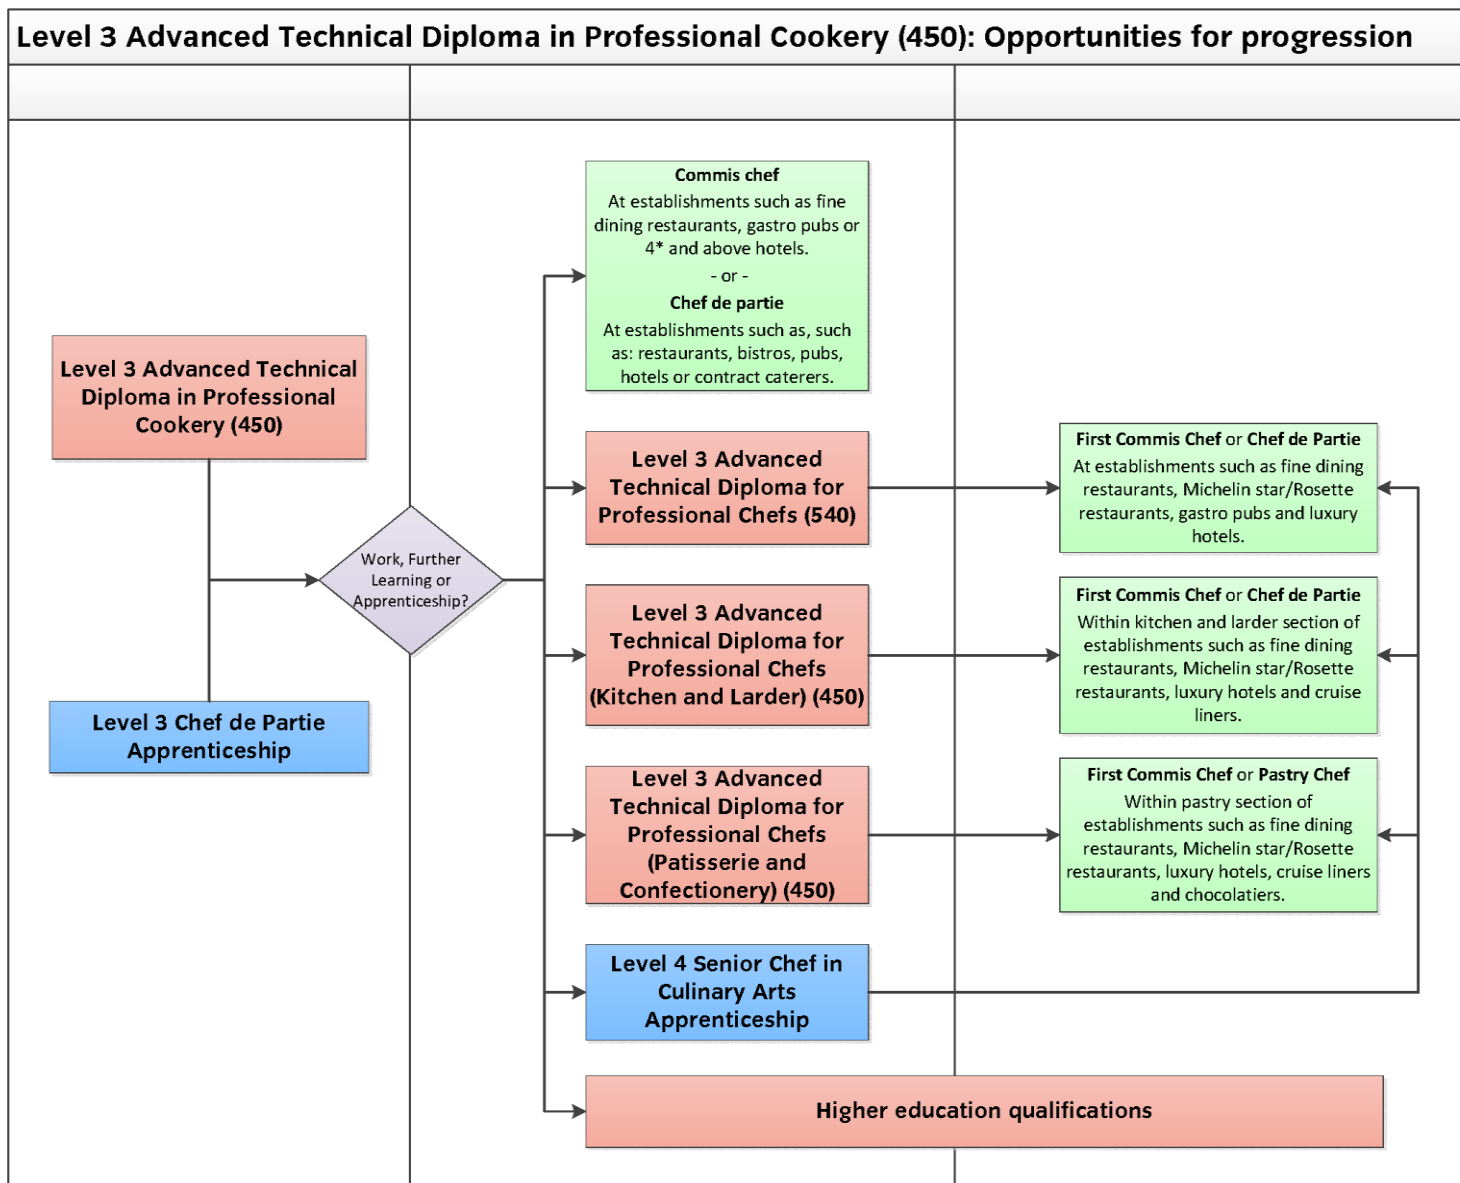 Level 3 Advanced Technical Diploma in Professional Cookery (450): Opportunities for progression
Level 3 Advanced Technical
Diploma in Professional
Cookery (450)
Level 3 Chef de Partie
Apprenticeship
Work, Further
Learning or
Apprenticeship?
Commis chef
At establishments such as fine
dining restaurants, gastro pubs or
4* and above hotels.
- or -
Chef de partie
At establishments such as, such
as: restaurants, bistros, pubs,
hotels or contract caterers.
Level 3 Advanced
Technical Diploma for
Professional Chefs (540)
Level 3 Advanced
Technical Diploma for
Professional Chefs
(Kitchen and Larder) (450)
Level 3 Advanced
Technical Diploma for
Professional Chefs
(Patisserie and
Confectionery) (450)
Level 4 Senior Chef in
Culinary Arts
Apprenticeship
Higher education qualifications
First Commis Chef or Chef de Partie
At establishments such as fine dining
restaurants, Michelin star/Rosette
restaurants, gastro pubs and luxury
hotels.
First Commis Chef or Chef de Partie
Within kitchen and larder section of
establishments such as fine dining
restaurants, Michelin star/Rosette
restaurants, luxury hotels and cruise
liners.
First Commis Chef or Pastry Chef
Within pastry section of
establishments such as fine dining
restaurants, Michelin star/Rosette
restaurants, luxury hotels, cruise liners
and chocolatiers.